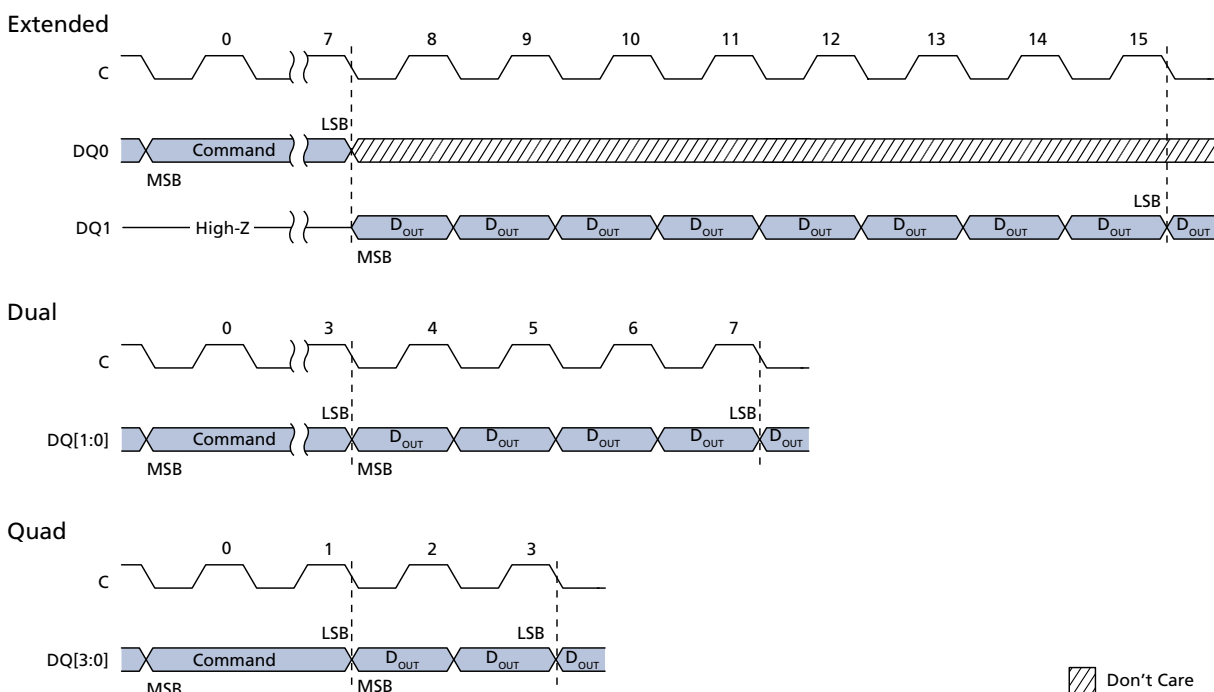 Extended
0 7 8 9 10 11 12 13 14 15
C
LSB
DQ0 Command
MSB
LSB
DQ1 High-Z DOUT DOUT DOUT DOUT DOUT DOUT DOUT DOUT DOUT
MSB
Dual
0 3 4 5 6 7
C
LSB LSB
DQ[1:0] Command DOUT DOUT DOUT DOUT DOUT
MSB MSB
Quad
0 1 2 3
C
LSB LSB
DQ[3:0] Command DOUT DOUT DOUT
MSB MSB
Don't Care